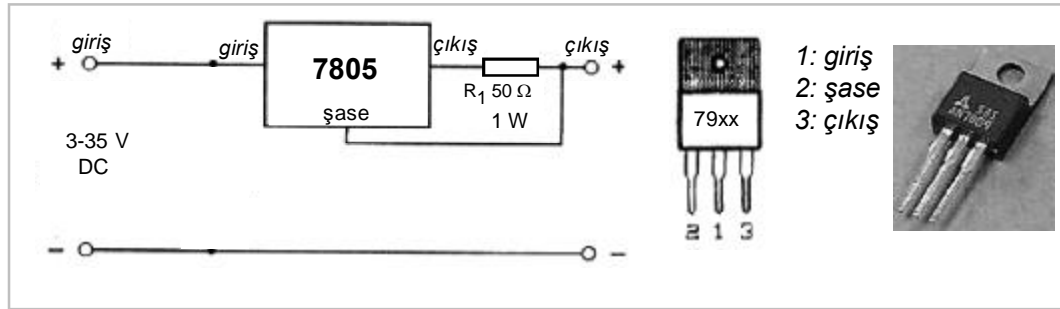 giriş
giriş
çıkış
çıkış
+
+
7805
R1 50 Ω
1 W
şase
3-35 V
DC
-
-
79xx
2 1 3
1: giriş
2: şase
3: çıkış